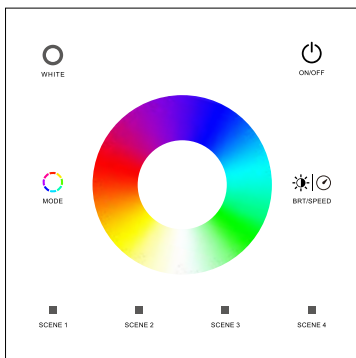 WHITE
ON/OFF
MODE
BRT/SPEED
SCENE 1
SCENE 2
SCENE 3
SCENE 4